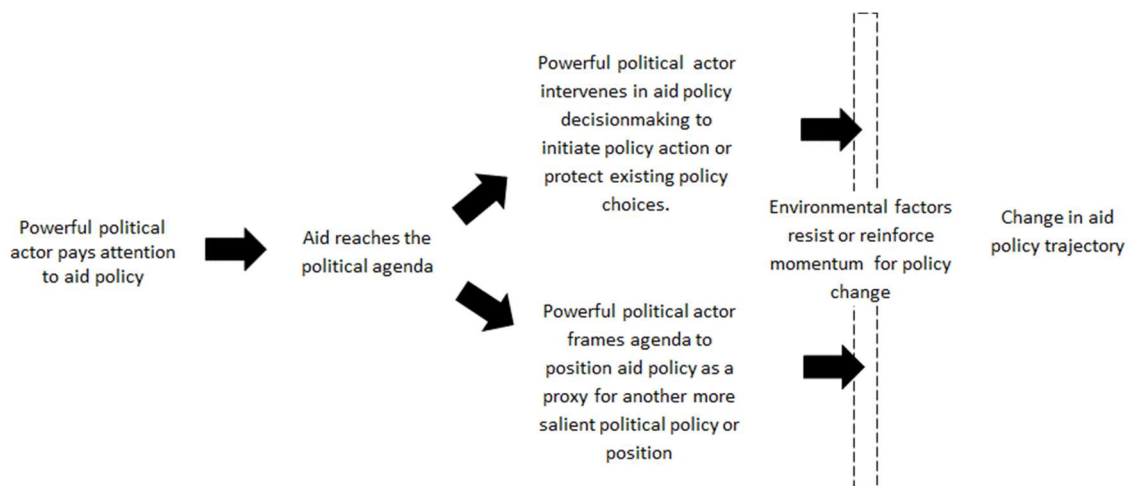 Powerful political
actor pays attention
to aid policy
Aid reaches the
political agenda
Powerful political actor
intervenes in aid policy
decisionmaking to
initiate policy action or
protect existing policy
choices.
Powerful political actor
frames agenda to
position aid policy as a
proxy for another more
salient political policy or
position
Environmental factors
resist or reinforce
momentum for policy
change
Change in aid
policy trajectory